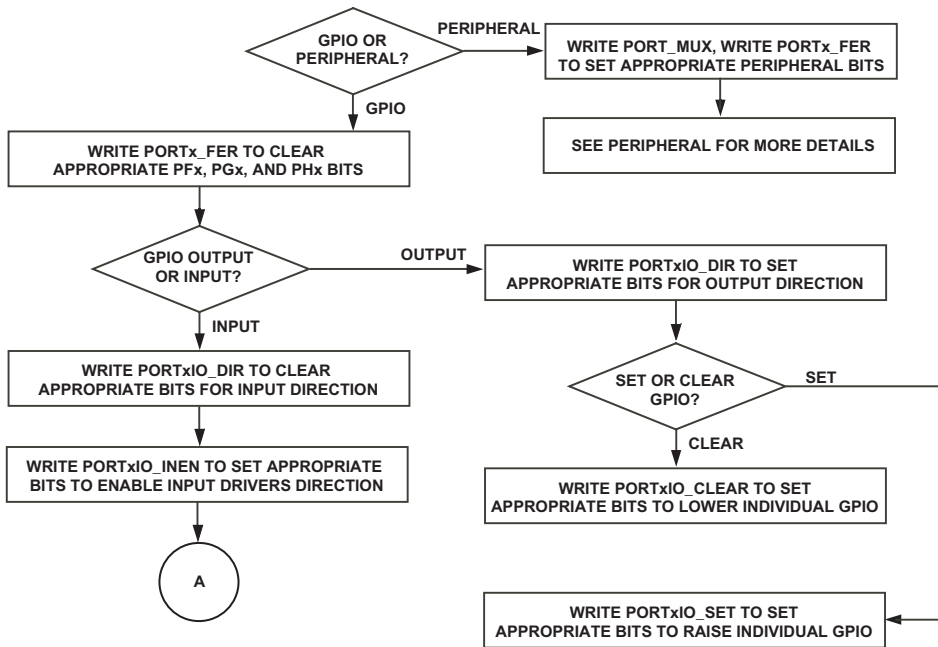 GPIO OR
PERIPHERAL?
PERIPHERAL
WRITE PORT_MUX, WRITE PORTx_FER
TO SET APPROPRIATE PERIPHERAL BITS
SEE PERIPHERAL FOR MORE DETAILS
GPIO
WRITE PORTx_FER TO CLEAR
APPROPRIATE PFx, PGx, AND PHx BITS
GPIO OUTPUT
OR INPUT?
OUTPUT
WRITE PORTxIO_DIR TO SET
APPROPRIATE BITS FOR OUTPUT DIRECTION
INPUT
WRITE PORTxIO_DIR TO CLEAR
APPROPRIATE BITS FOR INPUT DIRECTION
SET OR CLEAR
GPIO?
SET
CLEAR
WRITE PORTxIO_INEN TO SET APPROPRIATE
BITS TO ENABLE INPUT DRIVERS DIRECTION
WRITE PORTxIO_CLEAR TO SET
APPROPRIATE BITS TO LOWER INDIVIDUAL GPIO
A
WRITE PORTxIO_SET TO SET
APPROPRIATE BITS TO RAISE INDIVIDUAL GPIO